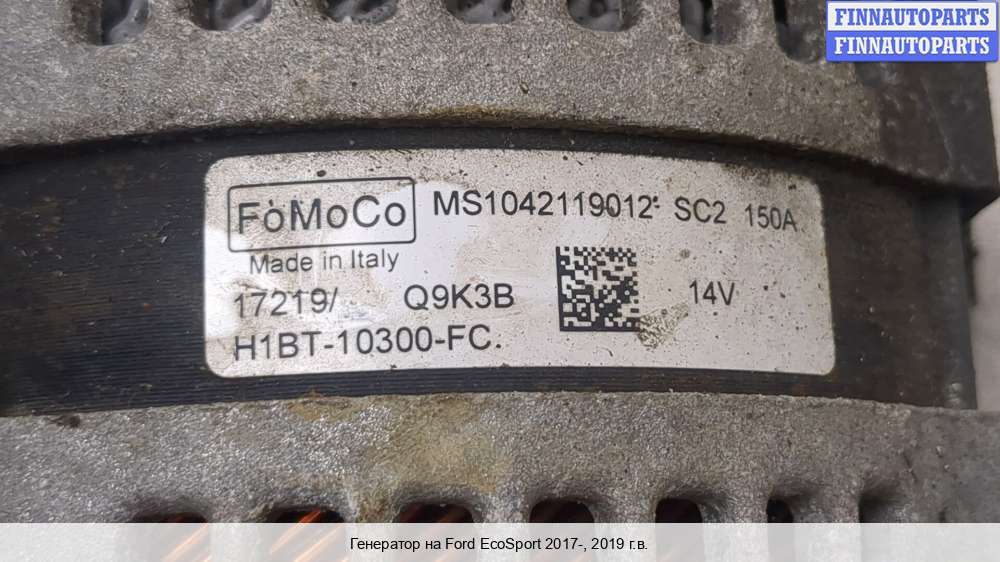 FINNAUTOPARTS
FINNAUTOPARTS
FoMoCo MS1042119012 SC2 150A
Made in Italy
17219/ Q9K3B 14V
H1BT-10300-FC.
Генератор на Ford EcoSport 2017-, 2019 г.в.